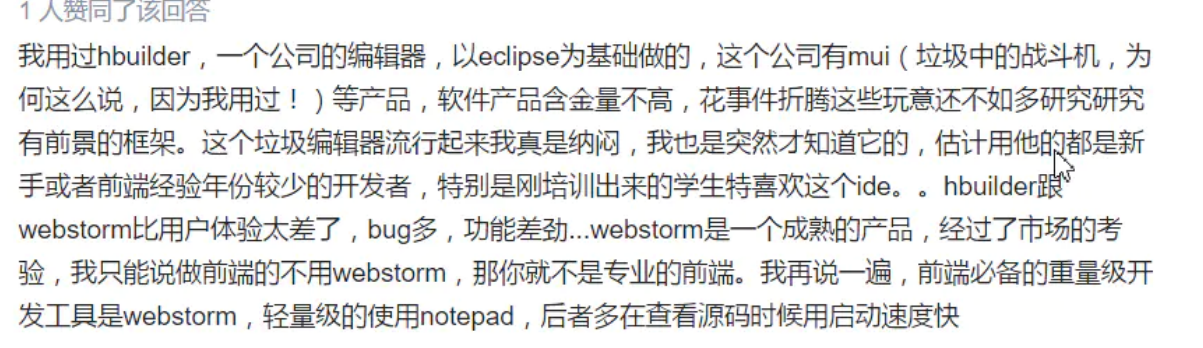 1 人赞同了该回答
我用过hbuilder，一个公司的编辑器，以eclipse为基础做的，这个公司有mui（垃圾中的战斗机，为
何这么说，因为我用过！）等产品，软件产品含金量不高，花事件折腾这些玩意还不如多研究研究
有前景的框架。这个垃圾编辑器流行起来我真是纳闷，我也是突然才知道它的，估计用他的都是新
手或者前端经验年份较少的开发者，特别是刚培训出来的学生特喜欢这个ide。。hbuilder跟
webstorm比用户体验太差了，bug多，功能差劲...webstorm是一个成熟的产品，经过了市场的考
验，我只能说做前端的不用webstorm，那你就不是专业的前端。我再说一遍，前端必备的重量级开
发工具是webstorm，轻量级的使用notepad，后者多在查看源码时候用启动速度快